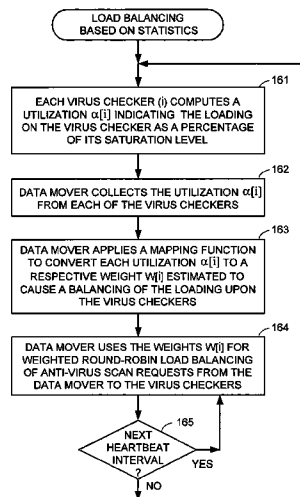 LOAD BALANCING
BASED ON STATISTICS
161
EACH VIRUS CHECKER (i) COMPUTES A
UTILIZATION α[i] INDICATING THE LOADING
ON THE VIRUS CHECKER AS A PERCENTAGE
OF ITS SATURATION LEVEL
162
DATA MOVER COLLECTS THE UTILIZATION α[i]
FROM EACH OF THE VIRUS CHECKERS
163
DATA MOVER APPLIES A MAPPING FUNCTION
TO CONVERT EACH UTILIZATION α[i] TO A
RESPECTIVE WEIGHT W[i] ESTIMATED TO
CAUSE A BALANCING OF THE LOADING UPON
THE VIRUS CHECKERS
164
DATA MOVER USES THE WEIGHTS W[i] FOR
WEIGHTED ROUND-ROBIN LOAD BALANCING
OF ANTI-VIRUS SCAN REQUESTS FROM THE
DATA MOVER TO THE VIRUS CHECKERS
165
NEXT
HEARTBEAT
INTERVAL
?
YES
NO